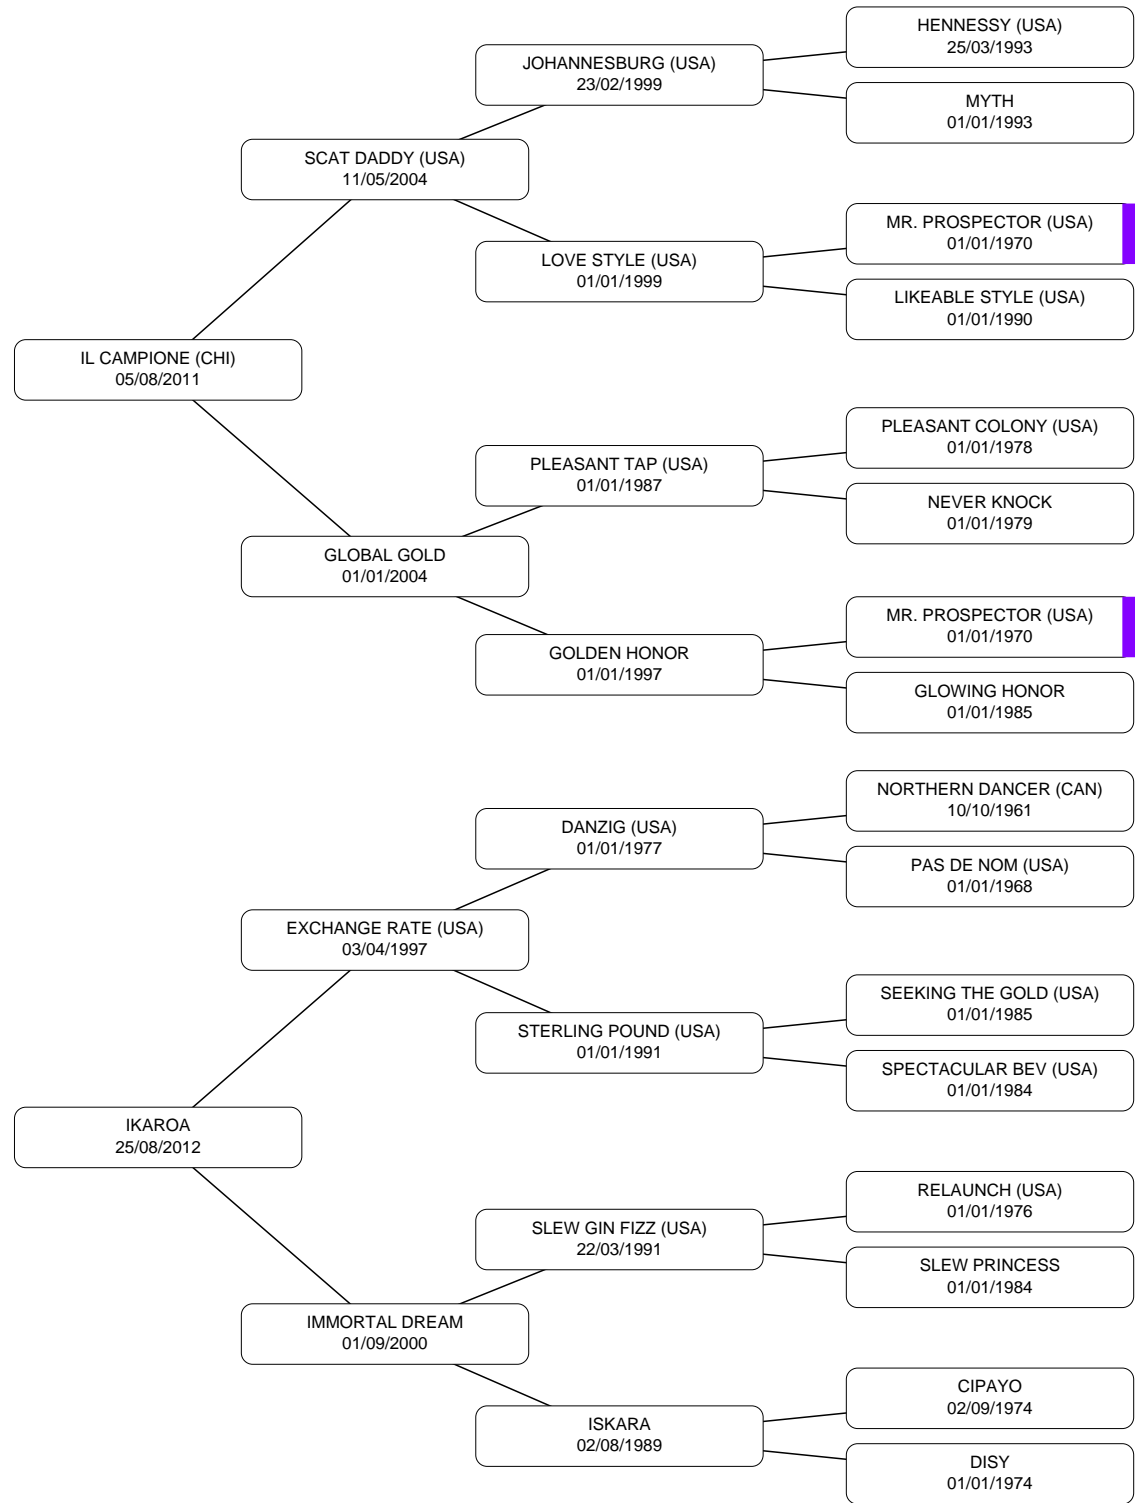 HENNESSY (USA)
25/03/1993
JOHANNESBURG (USA)
23/02/1999
MYTH
01/01/1993
SCAT DADDY (USA)
11/05/2004
MR. PROSPECTOR (USA)
01/01/1970
LOVE STYLE (USA)
01/01/1999
LIKEABLE STYLE (USA)
01/01/1990
IL CAMPIONE (CHI)
05/08/2011
PLEASANT COLONY (USA)
01/01/1978
PLEASANT TAP (USA)
01/01/1987
NEVER KNOCK
01/01/1979
GLOBAL GOLD
01/01/2004
MR. PROSPECTOR (USA)
01/01/1970
GOLDEN HONOR
01/01/1997
GLOWING HONOR
01/01/1985
NORTHERN DANCER (CAN)
10/10/1961
DANZIG (USA)
01/01/1977
PAS DE NOM (USA)
01/01/1968
EXCHANGE RATE (USA)
03/04/1997
SEEKING THE GOLD (USA)
01/01/1985
STERLING POUND (USA)
01/01/1991
SPECTACULAR BEV (USA)
01/01/1984
IKAROA
25/08/2012
RELAUNCH (USA)
01/01/1976
SLEW GIN FIZZ (USA)
22/03/1991
SLEW PRINCESS
01/01/1984
IMMORTAL DREAM
01/09/2000
CIPAYO
02/09/1974
ISKARA
02/08/1989
DISY
01/01/1974